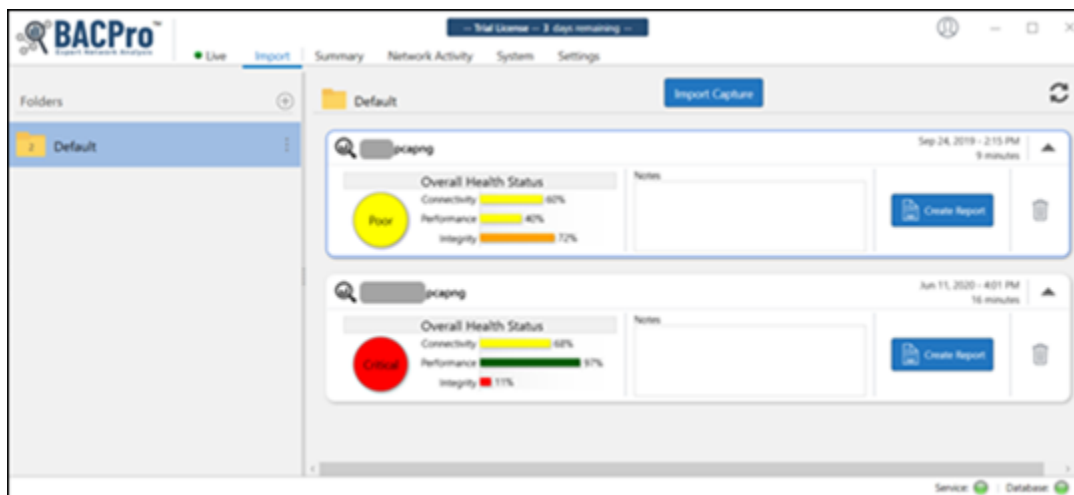 BACPro™
Expert Network Analysis
-- Trial License -- 3 days remaining --
Live Import Summary Network Activity System Settings
Folders
Default
Import Capture
2 Default
pcapng
Sep 24, 2019 - 2:15 PM
9 minutes
Overall Health Status
Notes
Poor
Connectivity 60%
Performance 40%
Integrity 72%
Create Report
pcapng
Jun 11, 2020 - 4:01 PM
16 minutes
Overall Health Status
Notes
Critical
Connectivity 68%
Performance 97%
Integrity 11%
Create Report
Service: Database: